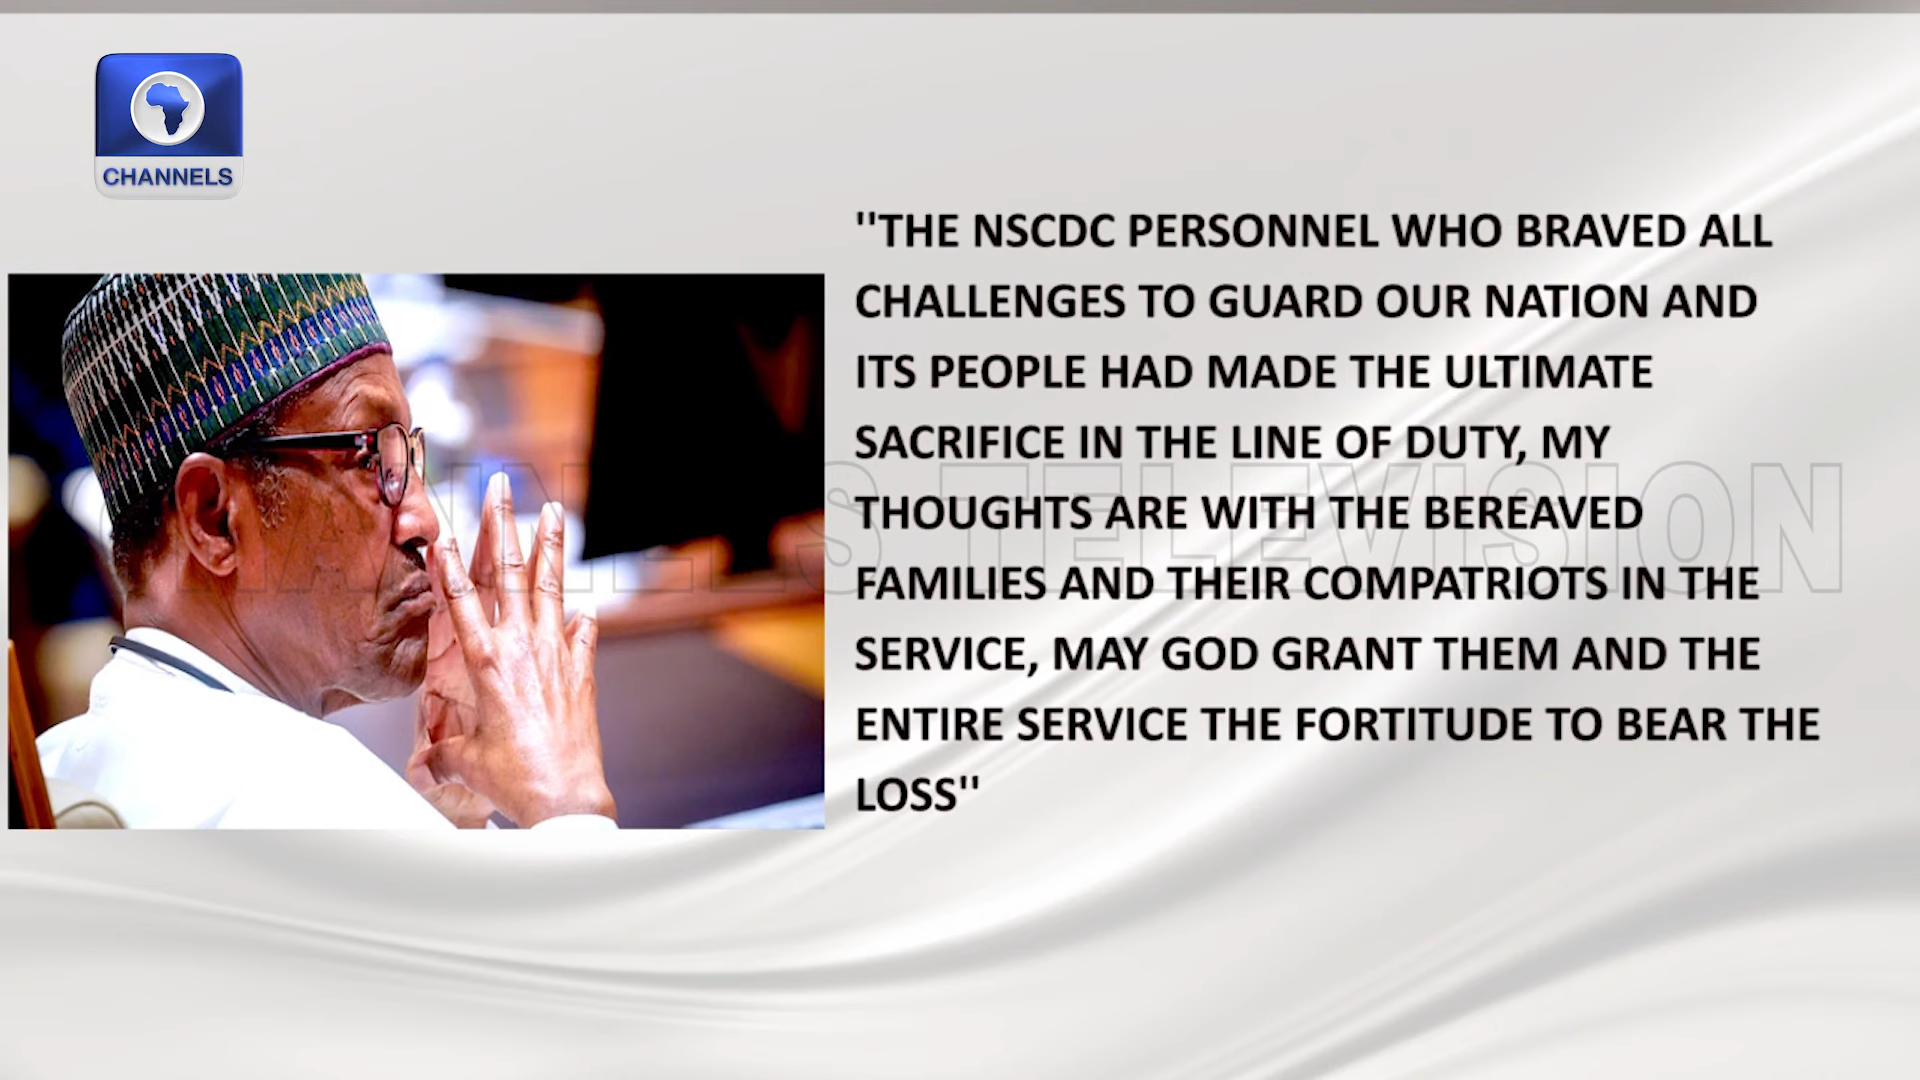 CHANNELS
"THE NSCDC PERSONNEL WHO BRAVED ALL
CHALLENGES TO GUARD OUR NATION AND
ITS PEOPLE HAD MADE THE ULTIMATE
SACRIFICE IN THE LINE OF DUTY, MY
THOUGHTS ARE WITH THE BEREAVED
FAMILIES AND THEIR COMPATRIOTS IN THE
SERVICE, MAY GOD GRANT THEM AND THE
ENTIRE SERVICE THE FORTITUDE TO BEAR THE
LOSS"
CHANNELS TELEVISION